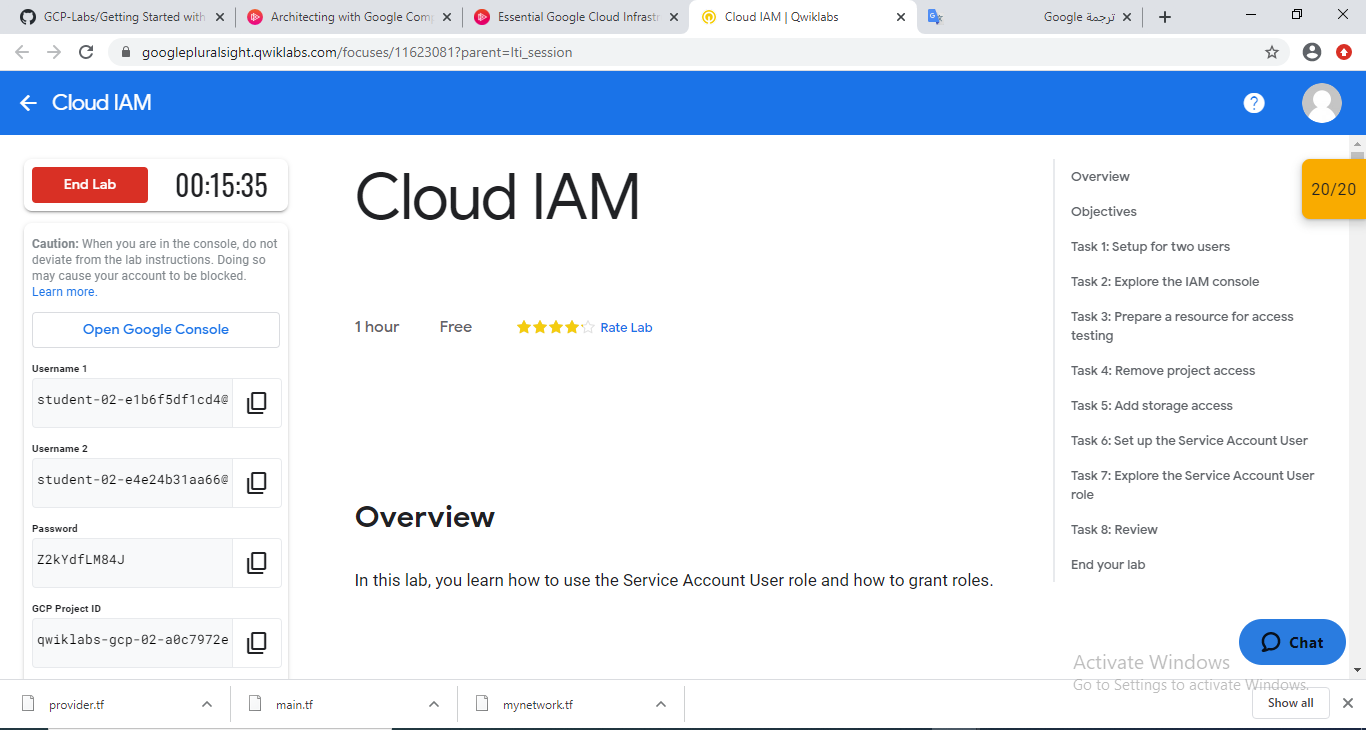 GCP-Labs/Getting Started with
Architecting with Google Comp
Essential Google Cloud Infrastr
Cloud IAM | Qwiklabs
ترجمة Google
googlepluralsight.qwiklabs.com/focuses/11623081?parent=lti_session
Cloud IAM
End Lab
00:15:35
Caution: When you are in the console, do not
deviate from the lab instructions. Doing so
may cause your account to be blocked.
Learn more.
Open Google Console
Username 1
student-02-e1b6f5df1cd4@
Username 2
student-02-e4e24b31aa66@
Password
Z2kYdfLM84J
GCP Project ID
qwiklabs-gcp-02-a0c7972e
Cloud IAM
1 hour
Free
Rate Lab
Overview
In this lab, you learn how to use the Service Account User role and how to grant roles.
Overview
Objectives
Task 1: Setup for two users
Task 2: Explore the IAM console
Task 3: Prepare a resource for access
testing
Task 4: Remove project access
Task 5: Add storage access
Task 6: Set up the Service Account User
Task 7: Explore the Service Account User
role
Task 8: Review
End your lab
20/20
Chat
Activate Windows
Go to Settings to activate Windows.
provider.tf
main.tf
mynetwork.tf
Show all